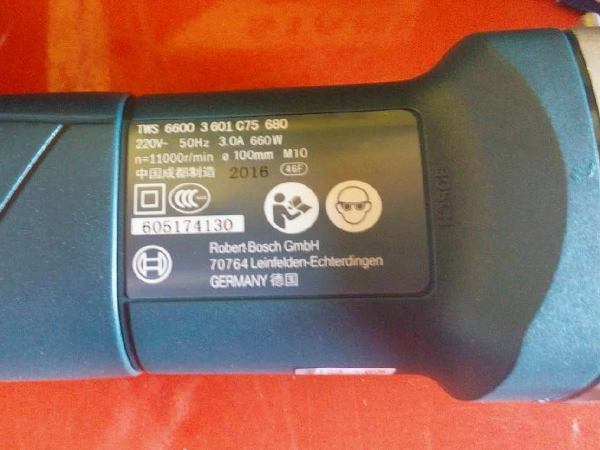 TWS 6600 3 601 C75 680
220V~ 50Hz 3.0A 660W
n=11000r/min ø 100mm M10
中国成都制造 2016 46F
605174130
Robert Bosch GmbH
70764 Leinfelden-Echterdingen
GERMANY 德国
BOSCH